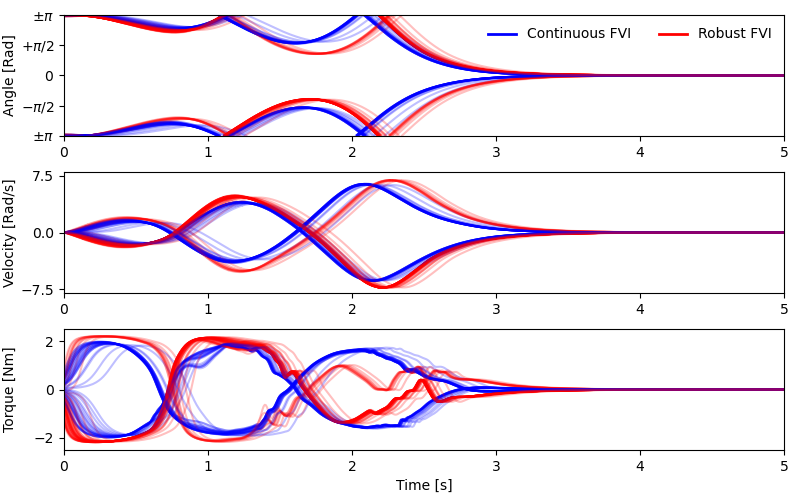 ±π
+π/2
0
−π/2
±π
Angle [Rad]
Continuous FVI
Robust FVI
0 1 2 3 4 5
7.5
0.0
−7.5
Velocity [Rad/s]
0 1 2 3 4 5
2
0
−2
Torque [Nm]
0 1 2 3 4 5
Time [s]